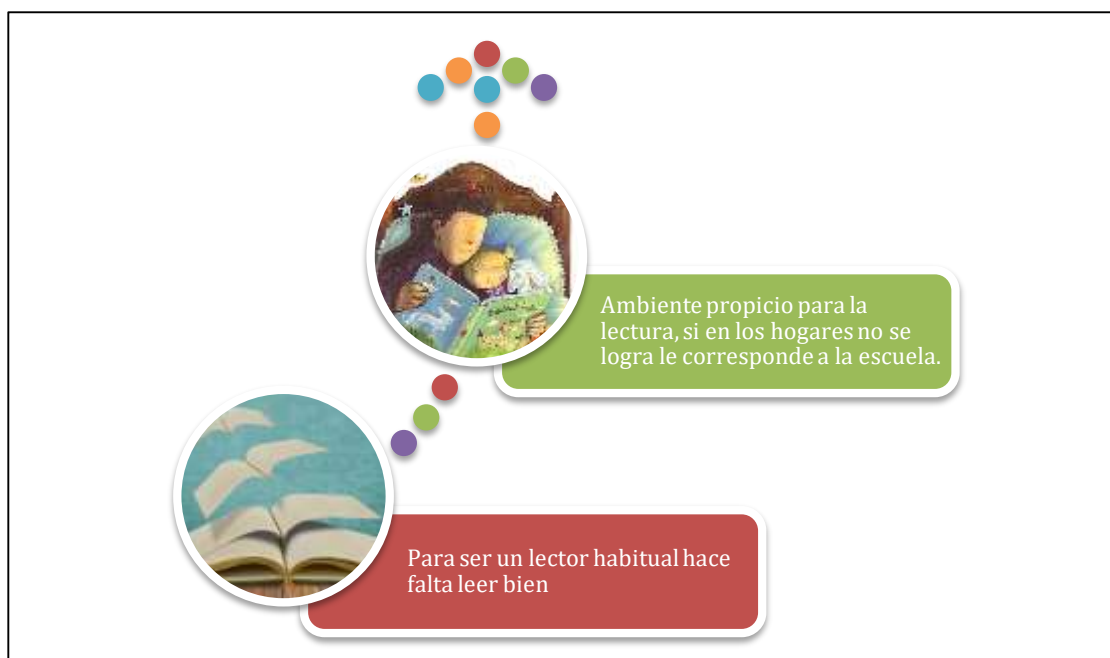 Ambiente propicio para la
lectura, si en los hogares no se
logra le corresponde a la escuela.
Para ser un lector habitual hace
falta leer bien